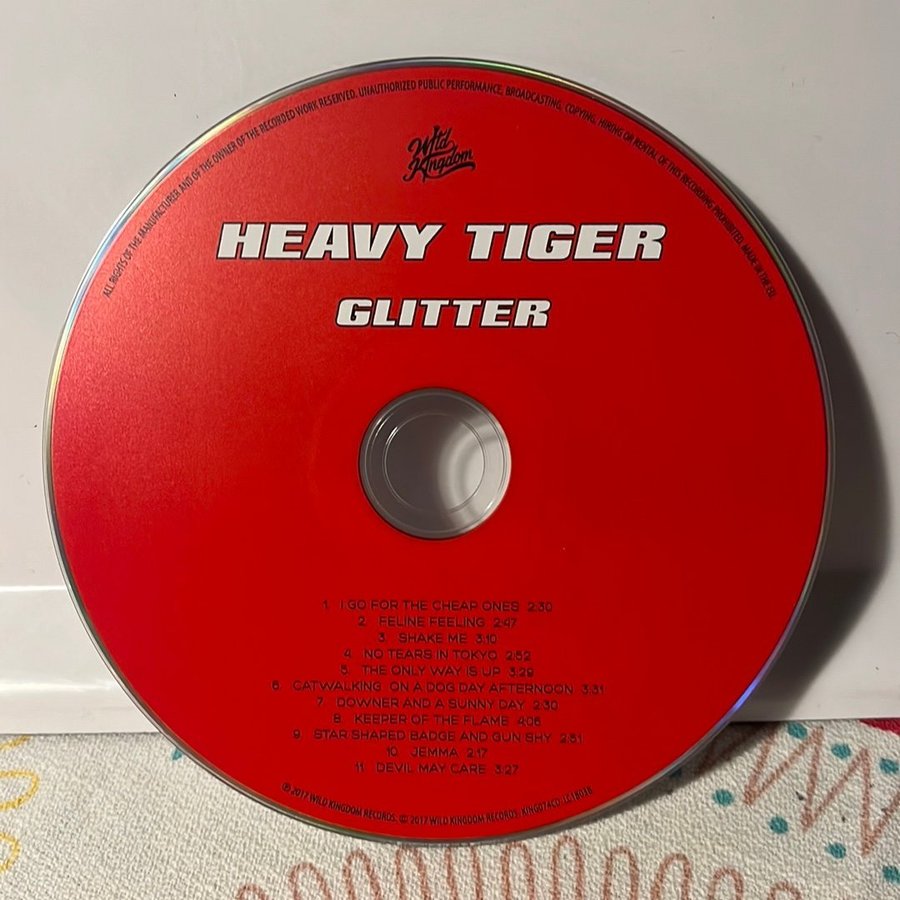 ALL RIGHTS OF THE MANUFACTURER AND OF THE OWNER OF THE RECORDED WORK RESERVED. UNAUTHORIZED PUBLIC PERFORMANCE, BROADCASTING, COPYING, HIRING OR RENTAL OF THIS RECORDING PROHIBITED. MADE IN THE EU.
Wild
Kingdom
HEAVY TIGER
GLITTER
1. I GO FOR THE CHEAP ONES 2:30
2. FELINE FEELING 2:47
3. SHAKE ME 3:10
4. NO TEARS IN TOKYO 2:52
5. THE ONLY WAY IS UP 3:29
6. CATWALKING ON A DOG DAY AFTERNOON 3:31
7. DOWNER AND A SUNNY DAY 2:30
8. KEEPER OF THE FLAME 4:06
9. STAR SHAPED BADGE AND GUN SHY 2:51
10. JEMMA 2:17
11. DEVIL MAY CARE 3:27
℗ 2017 WILD KINGDOM RECORDS. © 2017 WILD KINGDOM RECORDS. KING074CD. LC18038